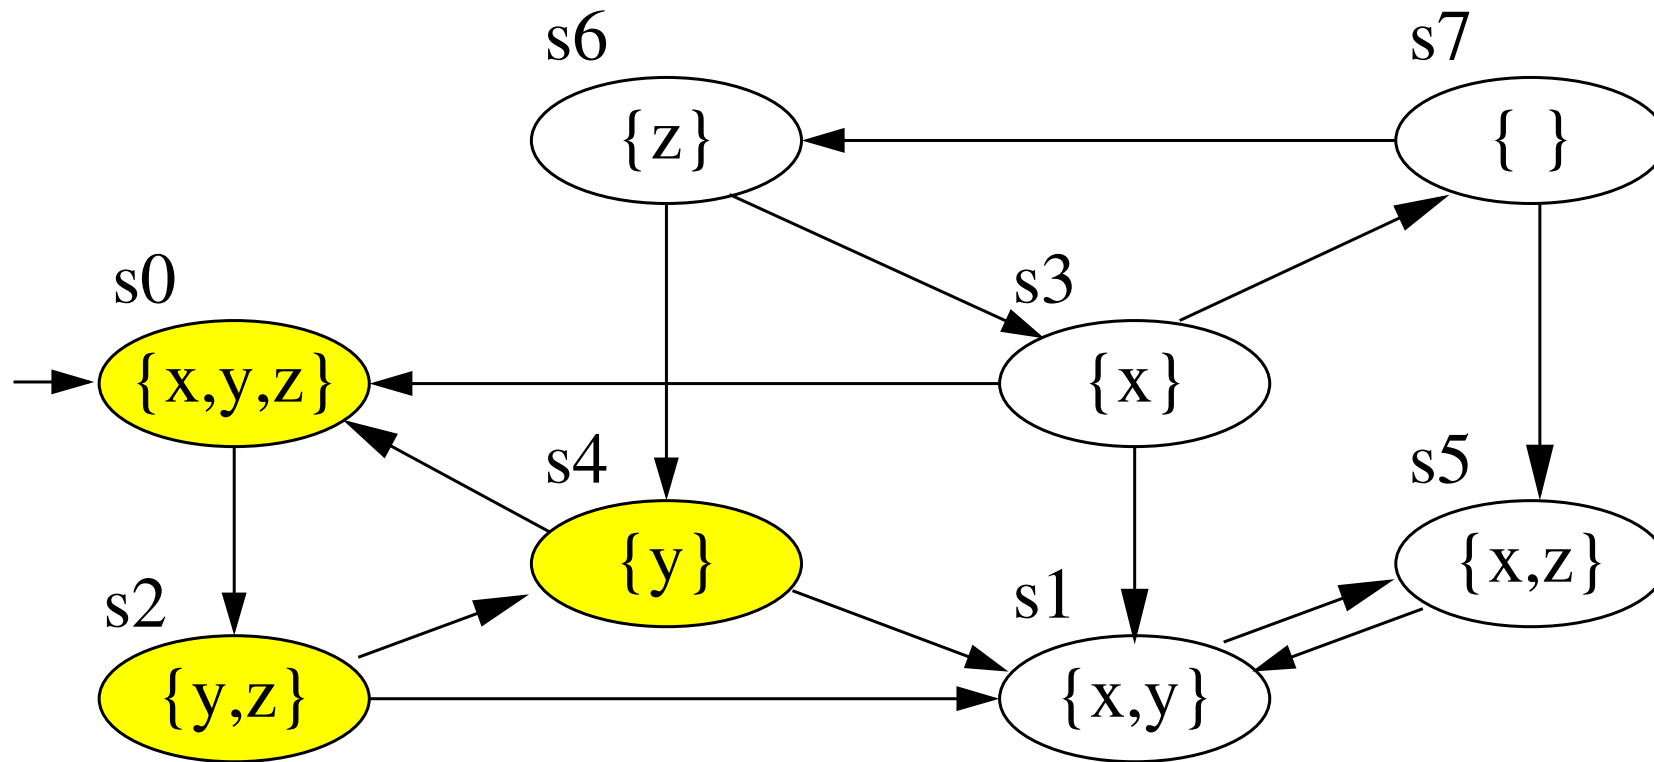 s6
s7
{z}
{ }
s0
s3
{x,y,z}
{x}
s4
s5
{y}
{x,z}
s2
s1
{y,z}
{x,y}